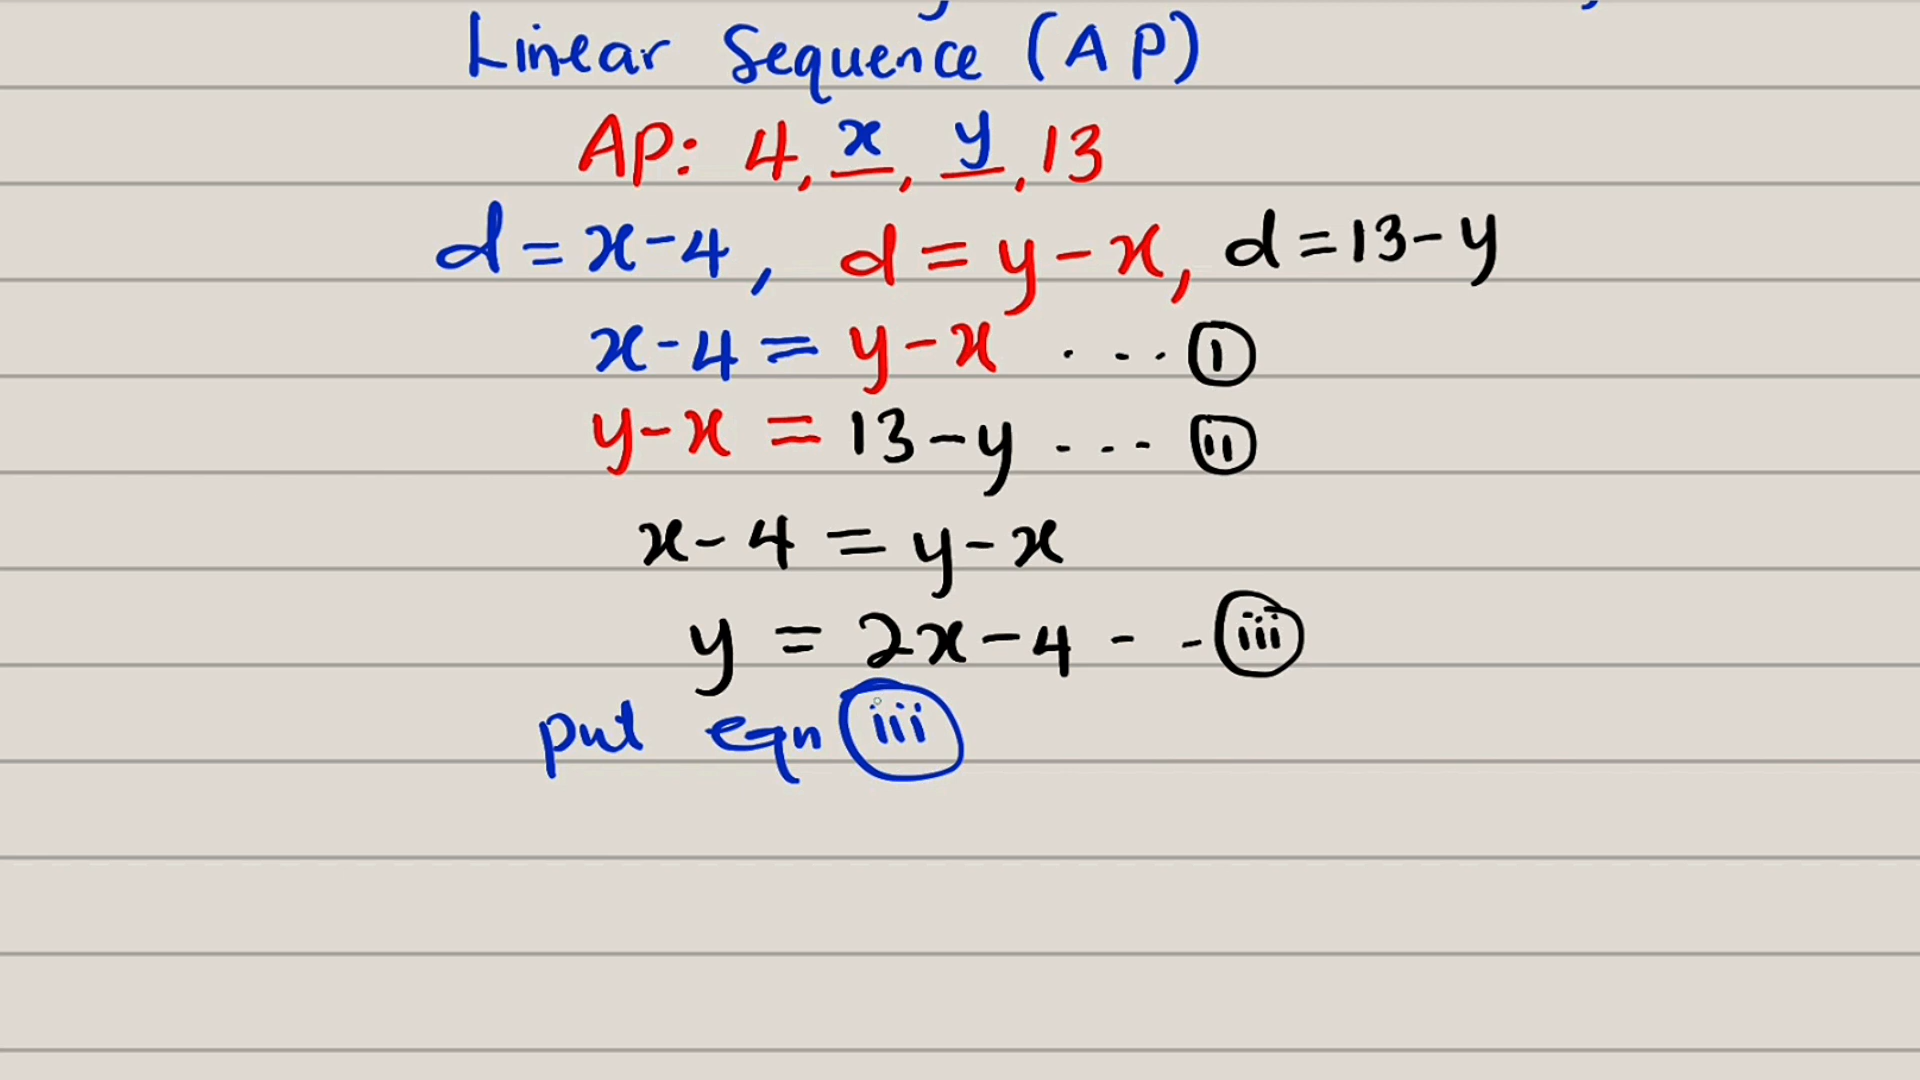 Linear Sequence (AP)
AP: 4, x, y, 13
d = x-4, d = y-x, d = 13-y
x-4 = y-x ... (i)
y-x = 13-y ... (ii)
x-4 = y-x
y = 2x-4 - - (iii)
put eqn (iii)